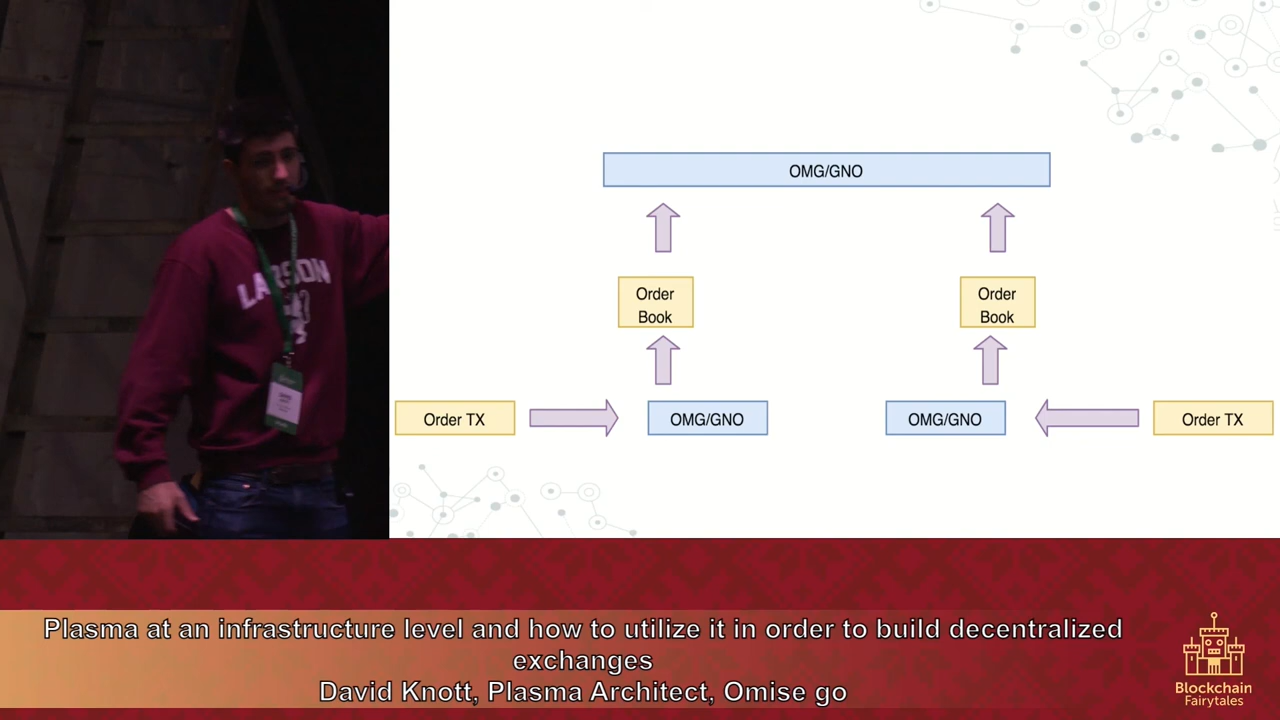 OMG/GNO
Order
Book
Order
Book
Order TX
OMG/GNO
OMG/GNO
Order TX
LARSON
Plasma at an infrastructure level and how to utilize it in order to build decentralized
exchanges
David Knott, Plasma Architect, Omise go
Blockchain
Fairytales